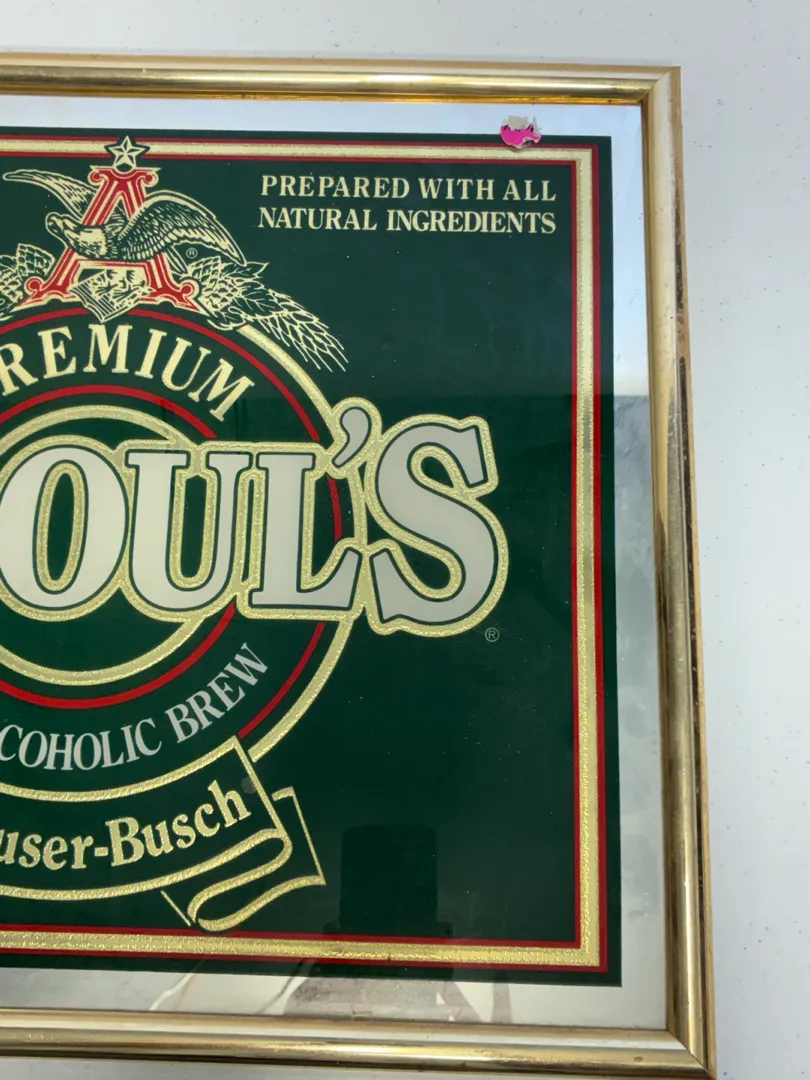 PREPARED WITH ALL
NATURAL INGREDIENTS
A
®
REMIUM
OUL'S
®
COHOLIC BREW
user-Busch